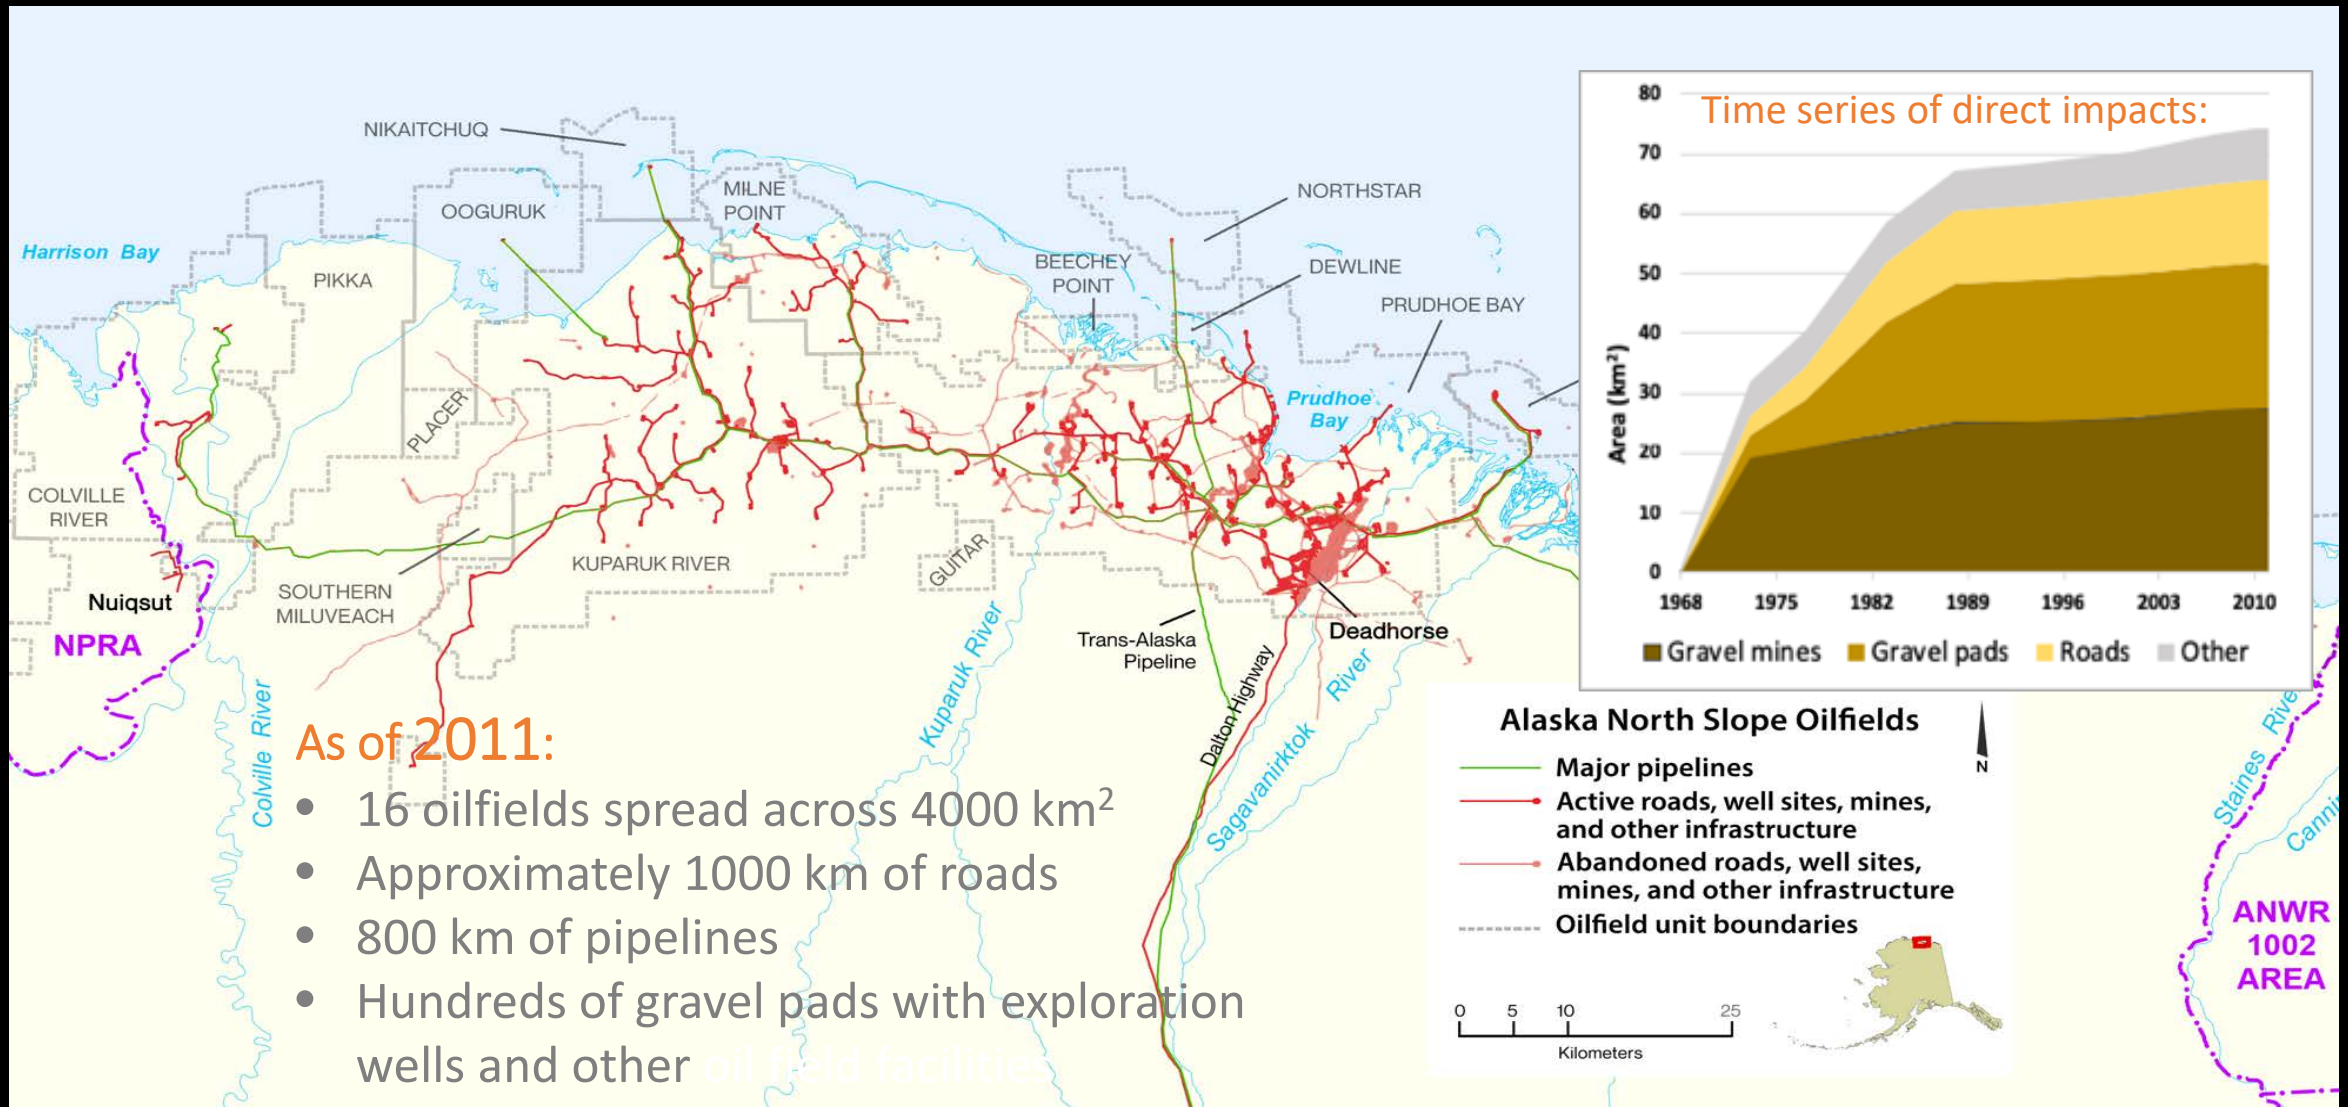 NIKAITCHUQ
OOGURUK
MILNE
POINT
Harrison Bay
PIKKA
PLACER
NORTHSTAR
BEECHEY
POINT
DEWLINE
PRUDHOE BAY
Prudhoe
Bay
COLVILLE
RIVER
SOUTHERN
MILUVEACH
KUPARUK RIVER
GUITAR
Nuiqsut
NPRA
Colville River
Kuparuk River
Trans-Alaska
Pipeline
Dalton Highway
Deadhorse
Sagavanirktok
River
As of 2011:
• 16 oilfields spread across 4000 km²
• Approximately 1000 km of roads
• 800 km of pipelines
• Hundreds of gravel pads with exploration
wells and other oil field facilities
Time series of direct impacts:
80
70
60
50
40
30
20
10
0
Area (km²)
1968 1975 1982 1989 1996 2003 2010
Gravel mines Gravel pads Roads Other
Alaska North Slope Oilfields
N
Major pipelines
Active roads, well sites, mines,
and other infrastructure
Abandoned roads, well sites,
mines, and other infrastructure
Oilfield unit boundaries
0 5 10 25
Kilometers
Staines
ANWR
1002
AREA